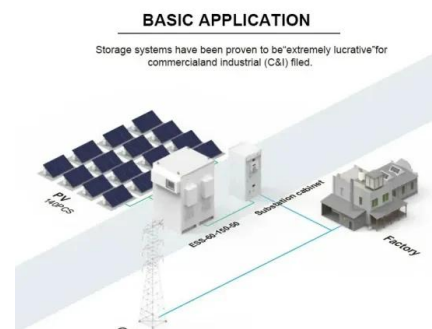 BASIC APPLICATION
Storage systems have been proven to be“extremely lucrative”for
commercialand industrial (C&I) filed.
PV
140PCS
ESS-60-150-50
Substation cabinet
Factory